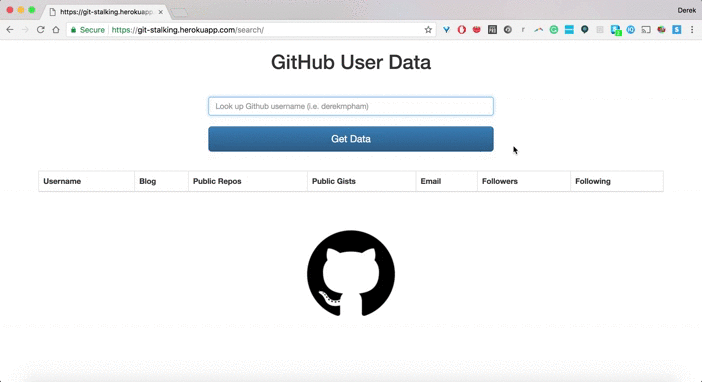 https://git-stalking.herokuapp.
Derek
Secure
https://git-stalking.herokuapp.com/search/
GitHub User Data
Look up Github username (i.e. derekmpham)
Get Data
Username Blog Public Repos Public Gists Email Followers Following